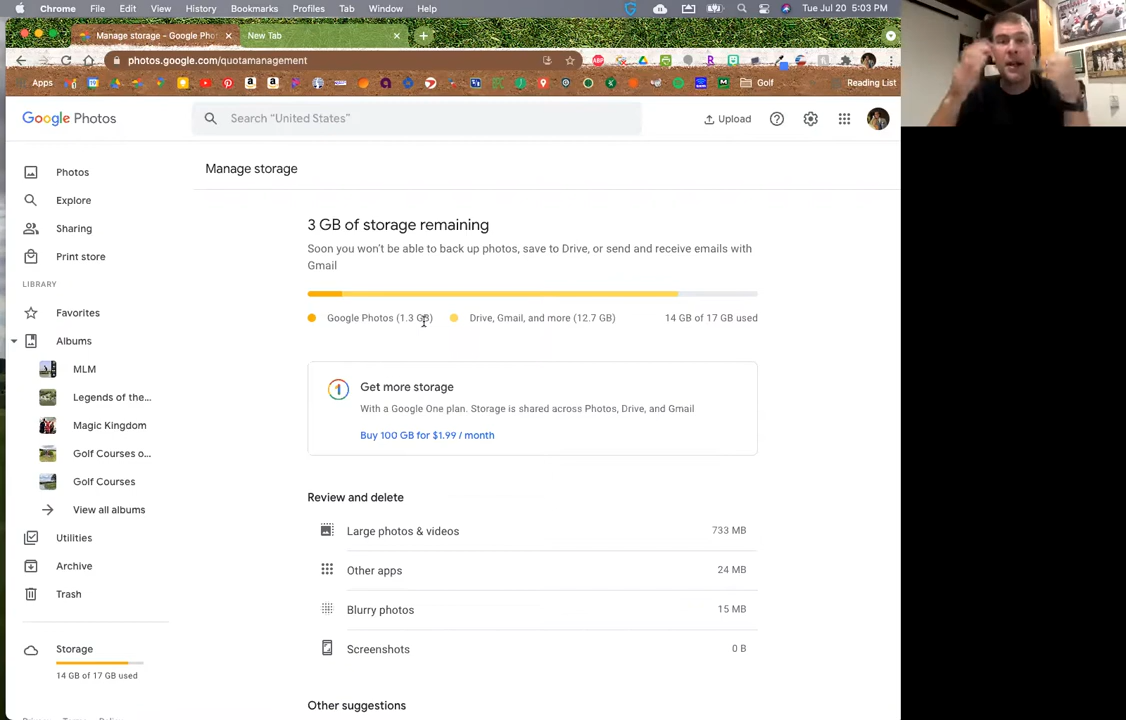 Chrome File Edit View History Bookmarks Profiles Tab Window Help Tue Jul 20 5:03 PM
Manage storage - Google Pho New Tab
photos.google.com/quotamanagement
Apps Golf Reading List
Google Photos Search “United States” Upload
Photos
Explore
Sharing
Print store
LIBRARY
Favorites
Albums
MLM
Legends of the...
Magic Kingdom
Golf Courses o...
Golf Courses
View all albums
Utilities
Archive
Trash
Storage
14 GB of 17 GB used
Manage storage
3 GB of storage remaining
Soon you won't be able to back up photos, save to Drive, or send and receive emails with
Gmail
Google Photos (1.3 GB) Drive, Gmail, and more (12.7 GB) 14 GB of 17 GB used
Get more storage
With a Google One plan. Storage is shared across Photos, Drive, and Gmail
Buy 100 GB for $1.99 / month
Review and delete
Large photos & videos 733 MB
Other apps 24 MB
Blurry photos 15 MB
Screenshots 0 B
Other suggestions